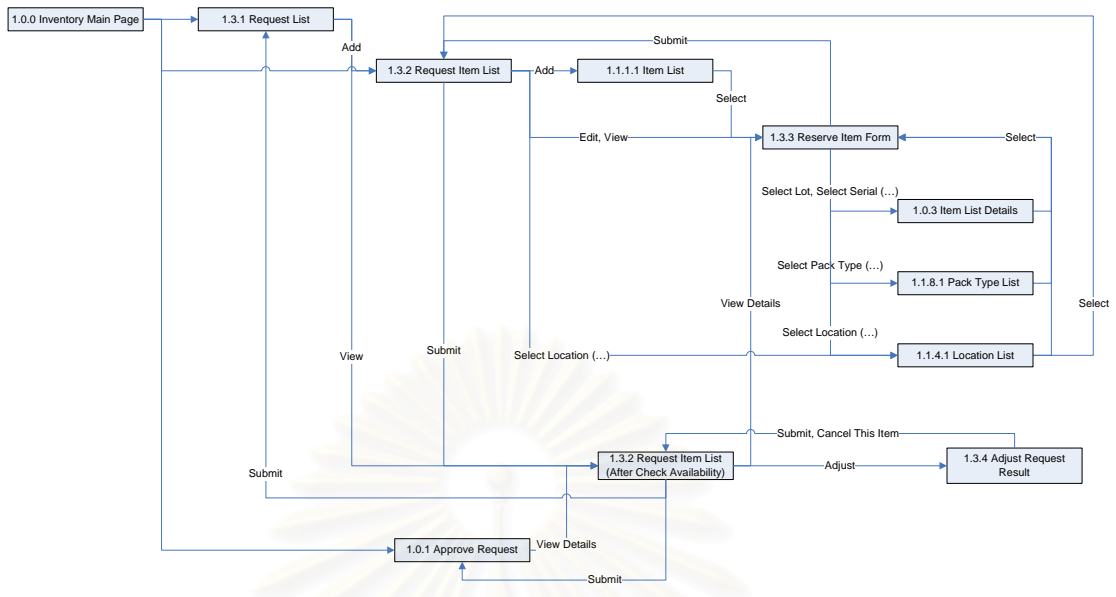 1.0.0 Inventory Main Page
1.3.1 Request List
Add
Submit
1.3.2 Request Item List
Add
1.1.1.1 Item List
Select
Edit, View
1.3.3 Reserve Item Form
Select
Select Lot, Select Serial (…)
1.0.3 Item List Details
Select Pack Type (…)
1.1.8.1 Pack Type List
View Details
Select
Select Location (…)
View
Submit
Select Location (…)
1.1.4.1 Location List
Submit, Cancel This Item
Submit
1.3.2 Request Item List
(After Check Availability)
Adjust
1.3.4 Adjust Request
Result
1.0.1 Approve Request
View Details
Submit